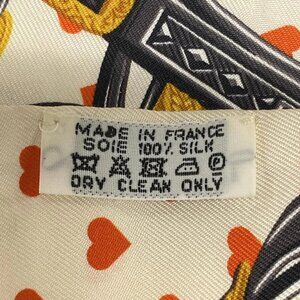 MADE IN FRANCE
SOIE 100% SILK
DRY CLEAN ONLY